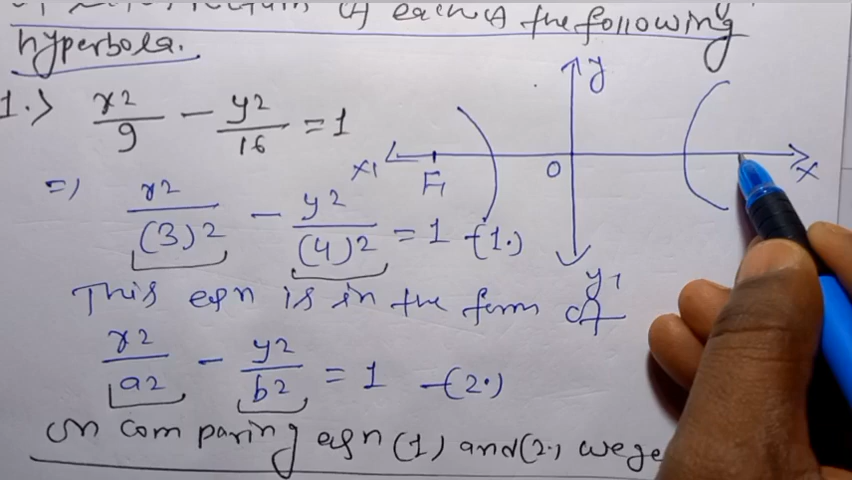 of each of the following
hyperbola.
1.> x2/9 - y2/16 = 1
=> x2/(3)2 - y2/(4)2 = 1 -(1.)
y
x1 F1 O x
y1
This eqn is in the form of
x2/a2 - y2/b2 = 1 -(2.)
on comparing eqn (1) and (2.) we ge